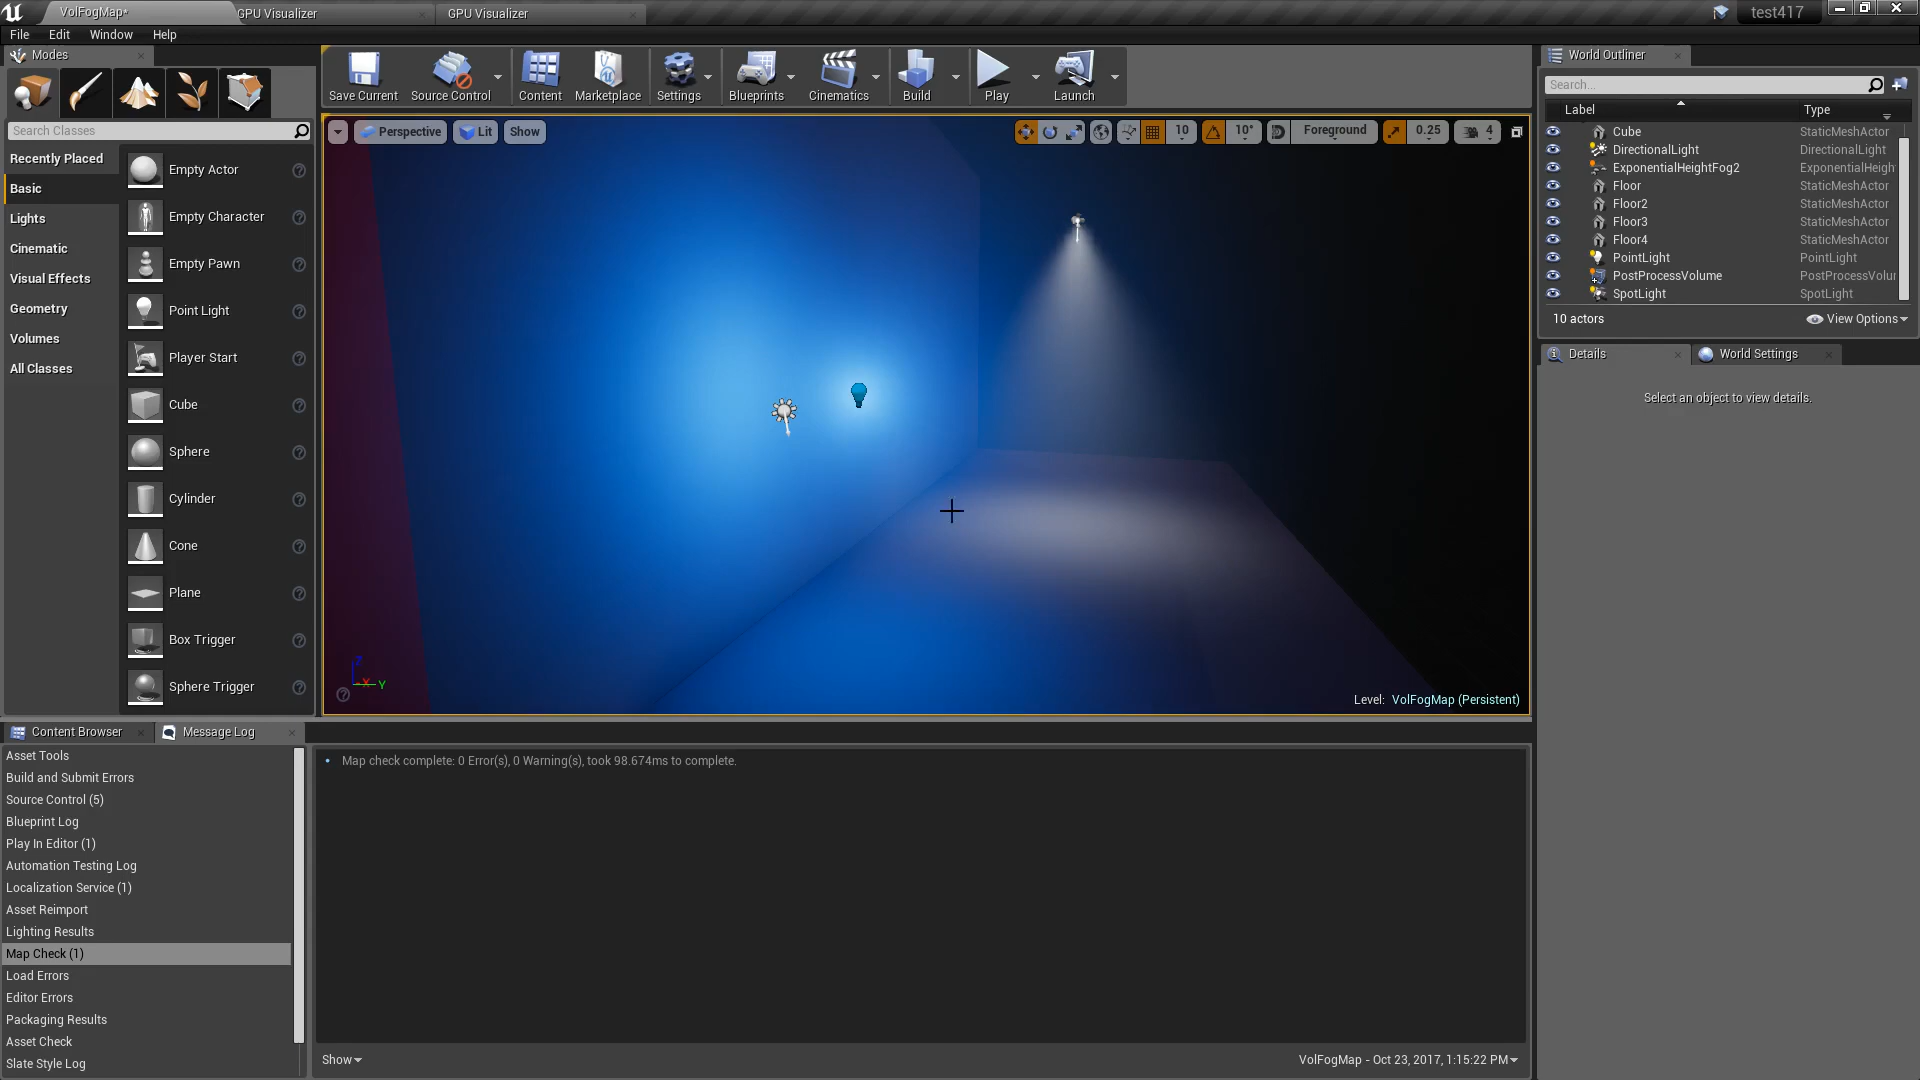 VolFogMap*
GPU Visualizer
GPU Visualizer
test417
File Edit Window Help
Modes
Search Classes
Recently Placed
Basic
Lights
Cinematic
Visual Effects
Geometry
Volumes
All Classes
Empty Actor
Empty Character
Empty Pawn
Point Light
Player Start
Cube
Sphere
Cylinder
Cone
Plane
Box Trigger
Sphere Trigger
Save Current
Source Control
Content
Marketplace
Settings
Blueprints
Cinematics
Build
Play
Launch
Perspective
Lit
Show
10
10°
Foreground
0.25
4
Z
X
Y
Level: VolFogMap (Persistent)
World Outliner
Search...
Label Type
Cube StaticMeshActor
DirectionalLight DirectionalLight
ExponentialHeightFog2 ExponentialHeigh
Floor StaticMeshActor
Floor2 StaticMeshActor
Floor3 StaticMeshActor
Floor4 StaticMeshActor
PointLight PointLight
PostProcessVolume PostProcessVolu
SpotLight SpotLight
10 actors
View Options
Details
World Settings
Select an object to view details.
Content Browser
Message Log
Asset Tools
Build and Submit Errors
Source Control (5)
Blueprint Log
Play In Editor (1)
Automation Testing Log
Localization Service (1)
Asset Reimport
Lighting Results
Map Check (1)
Load Errors
Editor Errors
Packaging Results
Asset Check
Slate Style Log
Map check complete: 0 Error(s), 0 Warning(s), took 98.674ms to complete.
Show
VolFogMap - Oct 23, 2017, 1:15:22 PM